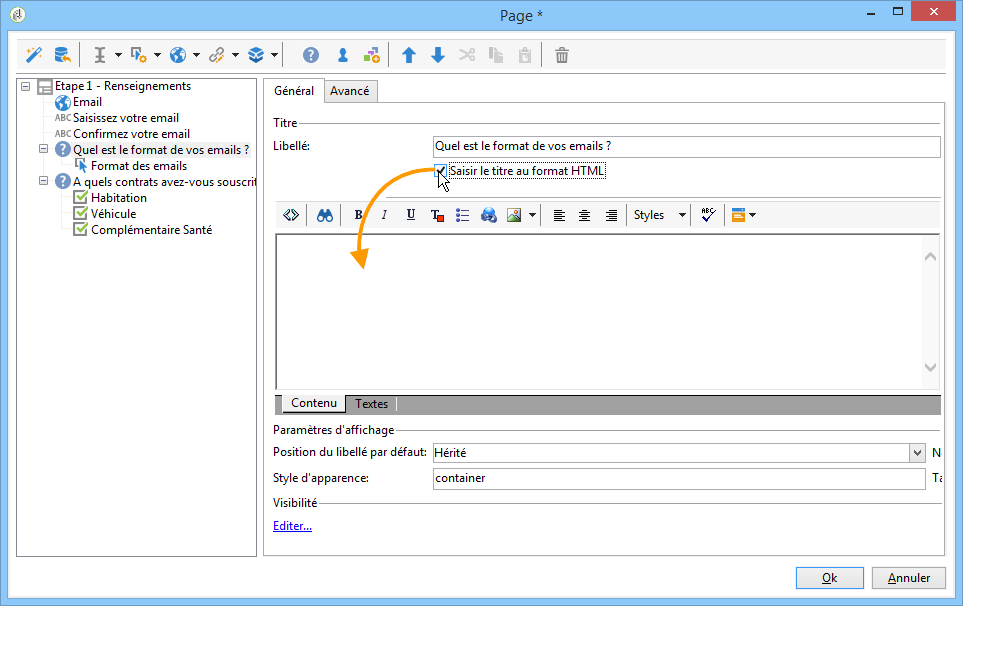 Page *
Etape 1 - Renseignements
Email
ABC Saisissez votre email
ABC Confirmez votre email
? Quel est le format de vos emails ?
Format des emails
? A quels contrats avez-vous souscrit
Habitation
Véhicule
Complémentaire Santé
Général Avancé
Titre
Libellé: Quel est le format de vos emails ?
Saisir le titre au format HTML
B I U T Styles ABC
Contenu Textes
Paramètres d'affichage
Position du libellé par défaut: Hérité N
Style d'apparence: container
Visibilité
Editer...
Ok Annuler